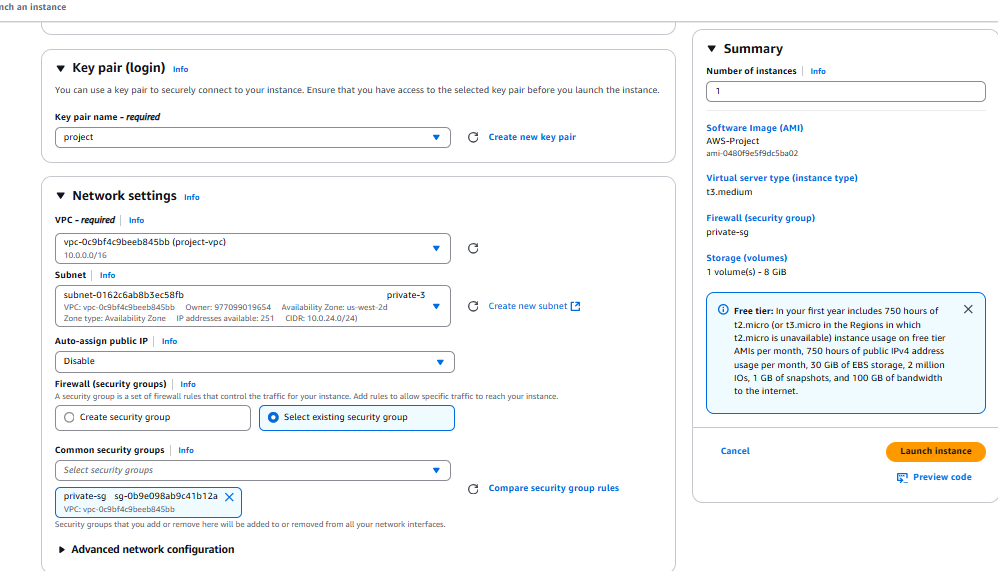 nch an instance
Key pair (login) Info
You can use a key pair to securely connect to your instance. Ensure that you have access to the selected key pair before you launch the instance.
Key pair name - required
project
Create new key pair
Network settings Info
VPC - required Info
vpc-0c9bf4c9beeb845bb (project-vpc)
10.0.0.0/16
Subnet Info
subnet-0162c6ab8b3ec58fb private-3
VPC: vpc-0c9bf4c9beeb845bb Owner: 977099019654 Availability Zone: us-west-2d
Zone type: Availability Zone IP addresses available: 251 CIDR: 10.0.24.0/24)
Create new subnet
Auto-assign public IP Info
Disable
Firewall (security groups) Info
A security group is a set of firewall rules that control the traffic for your instance. Add rules to allow specific traffic to reach your instance.
Create security group
Select existing security group
Common security groups Info
Select security groups
private-sg sg-0b9e098ab9c41b12a
VPC: vpc-0c9bf4c9beeb845bb
Compare security group rules
Security groups that you add or remove here will be added to or removed from all your network interfaces.
Advanced network configuration
Summary
Number of instances Info
1
Software Image (AMI)
AWS-Project
ami-0480f9e5f9dc5ba02
Virtual server type (instance type)
t3.medium
Firewall (security group)
private-sg
Storage (volumes)
1 volume(s) - 8 GiB
Free tier: In your first year includes 750 hours of
t2.micro (or t3.micro in the Regions in which
t2.micro is unavailable) instance usage on free tier
AMIs per month, 750 hours of public IPv4 address
usage per month, 30 GiB of EBS storage, 2 million
IOs, 1 GB of snapshots, and 100 GB of bandwidth
to the internet.
Cancel
Launch instance
Preview code